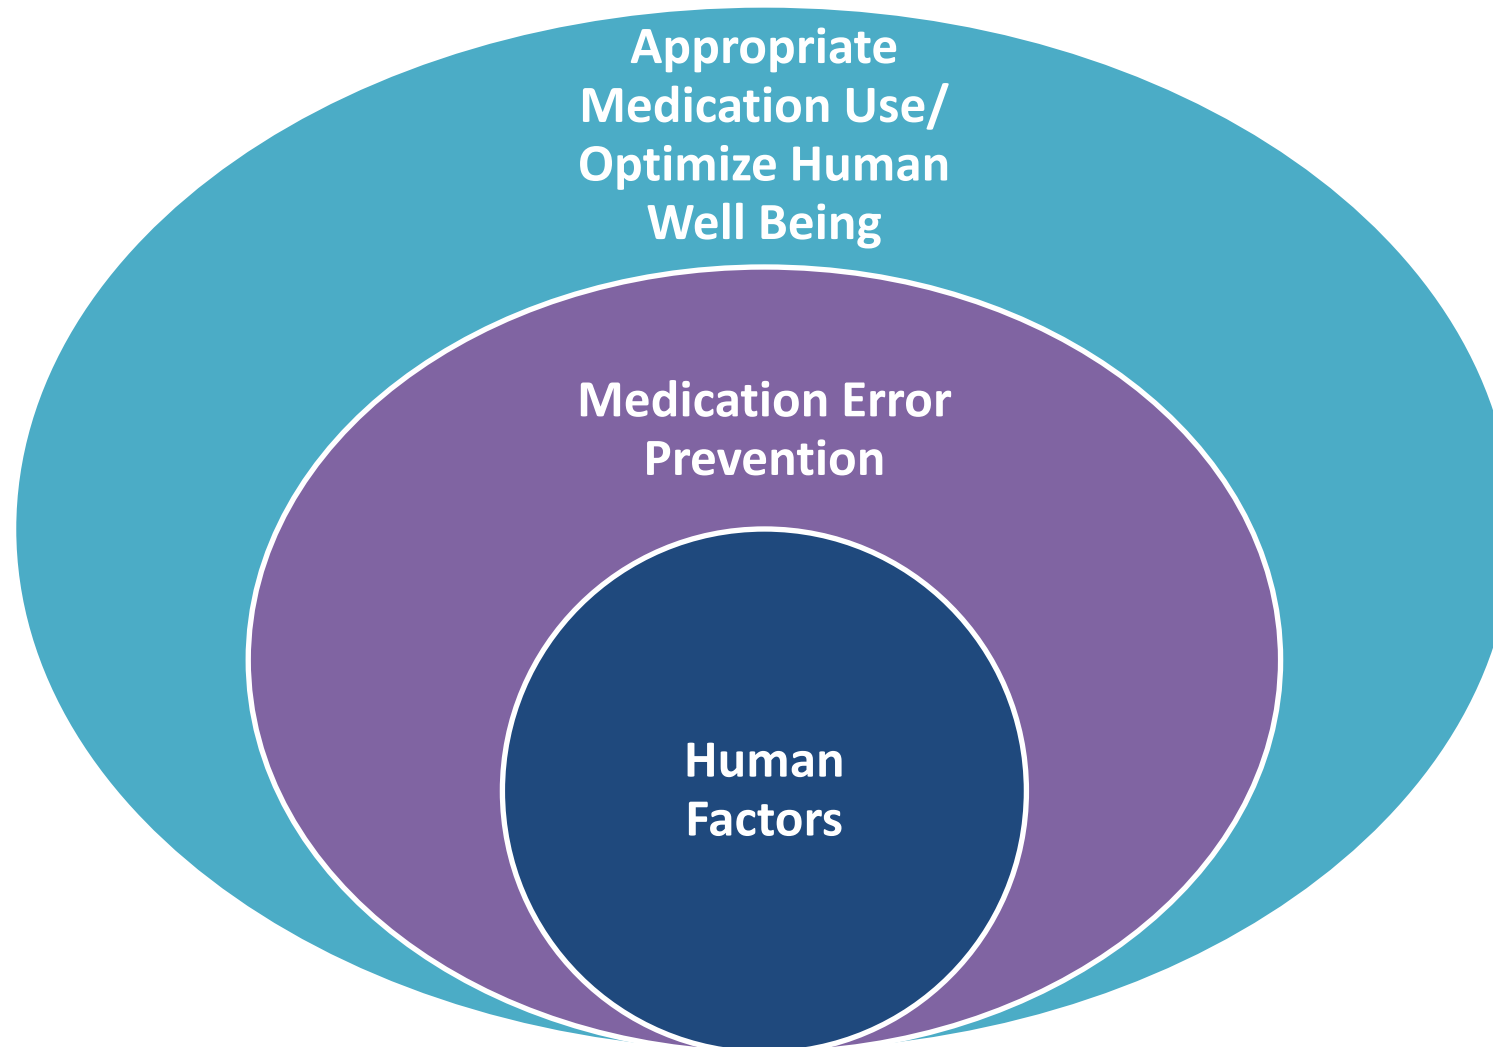 Appropriate
Medication Use/
Optimize Human
Well Being
Medication Error
Prevention
Human
Factors